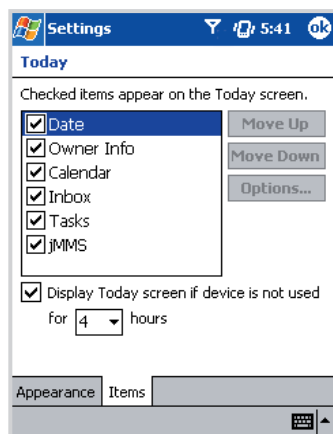 Settings 5:41 ok
Today
Checked items appear on the Today screen.
Date
Owner Info
Calendar
Inbox
Tasks
jMMS
Move Up
Move Down
Options...
Display Today screen if device is not used
for 4 hours
Appearance Items